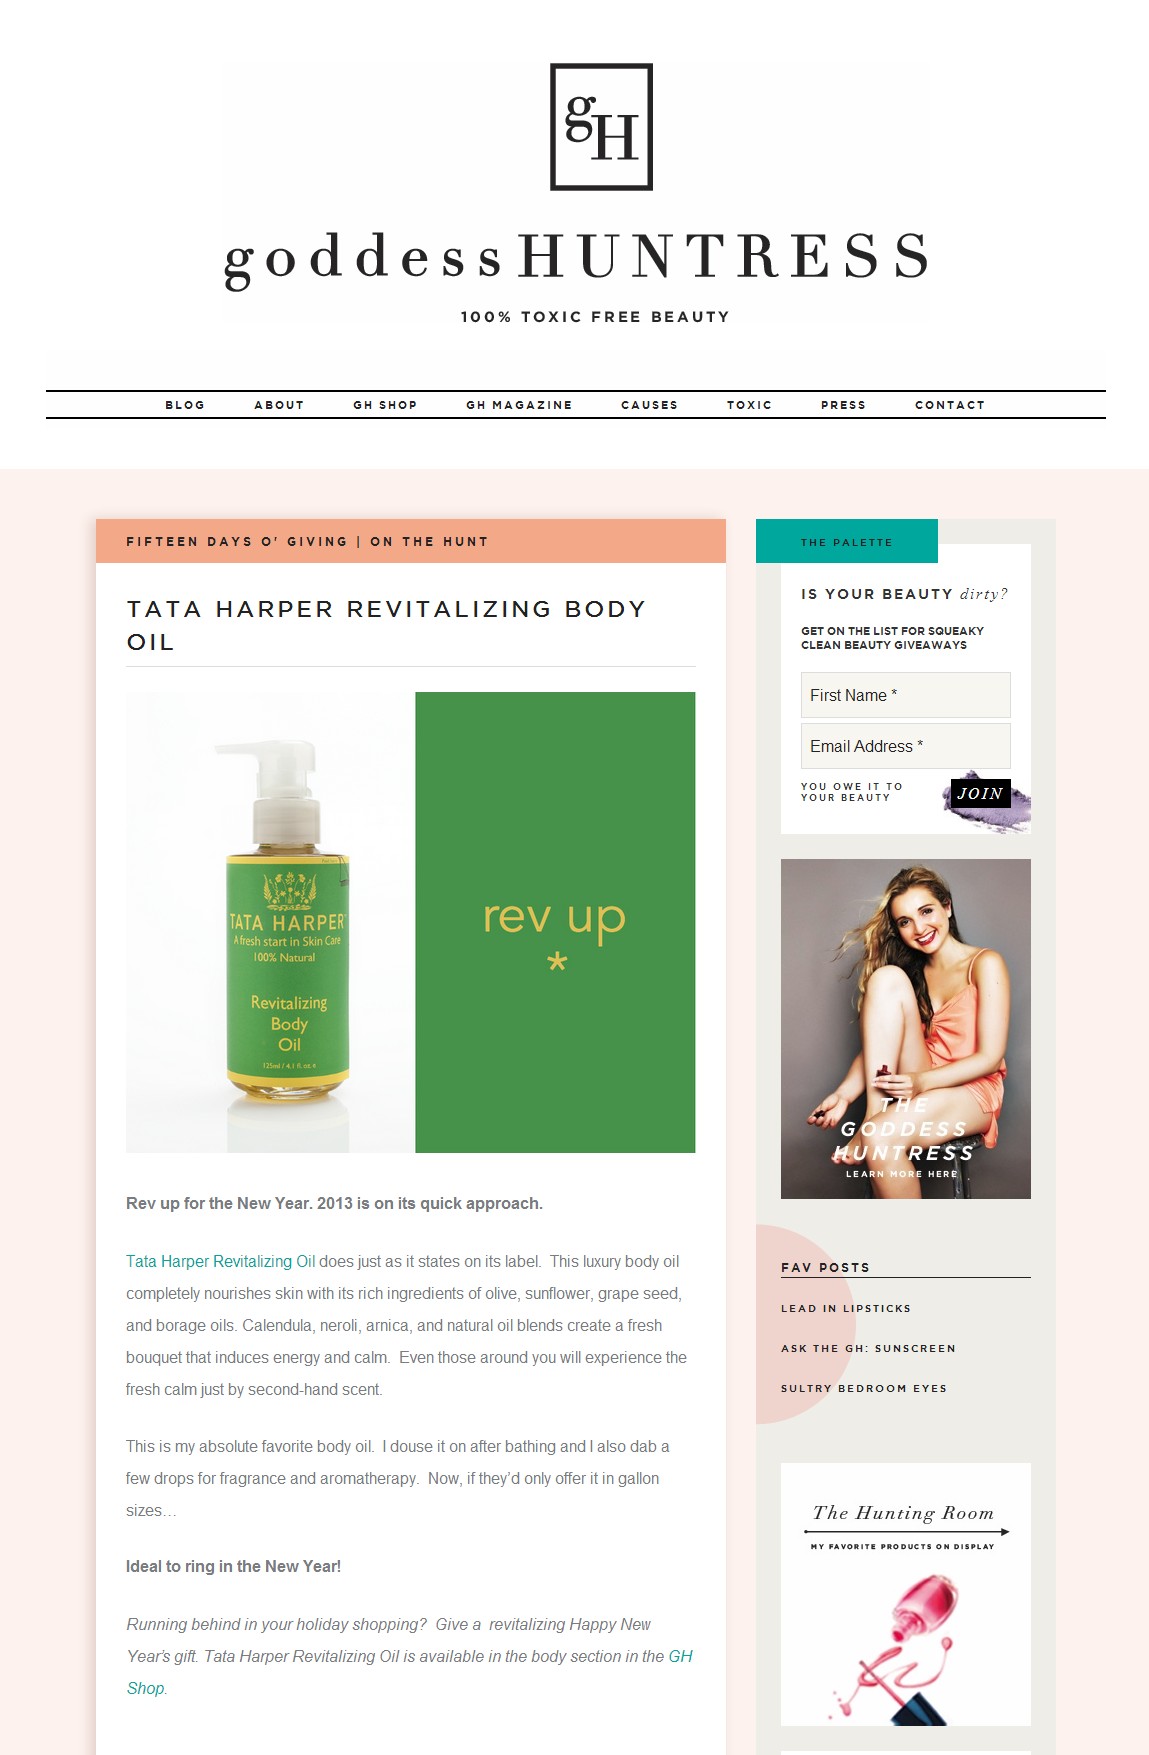 gH
goddessHUNTRESS
100% TOXIC FREE BEAUTY
BLOG ABOUT GH SHOP GH MAGAZINE CAUSES TOXIC PRESS CONTACT
FIFTEEN DAYS O' GIVING | ON THE HUNT
TATA HARPER REVITALIZING BODY
OIL
TATA HARPER
A fresh start in Skin Care
100% Natural
Revitalizing
Body
Oil
125ml / 4.1 fl. oz. e
rev up
*
Rev up for the New Year. 2013 is on its quick approach.
Tata Harper Revitalizing Oil does just as it states on its label.  This luxury body oil
completely nourishes skin with its rich ingredients of olive, sunflower, grape seed,
and borage oils. Calendula, neroli, arnica, and natural oil blends create a fresh
bouquet that induces energy and calm.  Even those around you will experience the
fresh calm just by second-hand scent.
This is my absolute favorite body oil.  I douse it on after bathing and I also dab a
few drops for fragrance and aromatherapy.  Now, if they’d only offer it in gallon
sizes…
Ideal to ring in the New Year!
Running behind in your holiday shopping?  Give a  revitalizing Happy New
Year’s gift. Tata Harper Revitalizing Oil is available in the body section in the GH
Shop.
THE PALETTE
IS YOUR BEAUTY dirty?
GET ON THE LIST FOR SQUEAKY
CLEAN BEAUTY GIVEAWAYS
First Name *
Email Address *
YOU OWE IT TO
YOUR BEAUTY
JOIN
THE
GODDESS
HUNTRESS
LEARN MORE HERE
FAV POSTS
LEAD IN LIPSTICKS
ASK THE GH: SUNSCREEN
SULTRY BEDROOM EYES
The Hunting Room
MY FAVORITE PRODUCTS ON DISPLAY